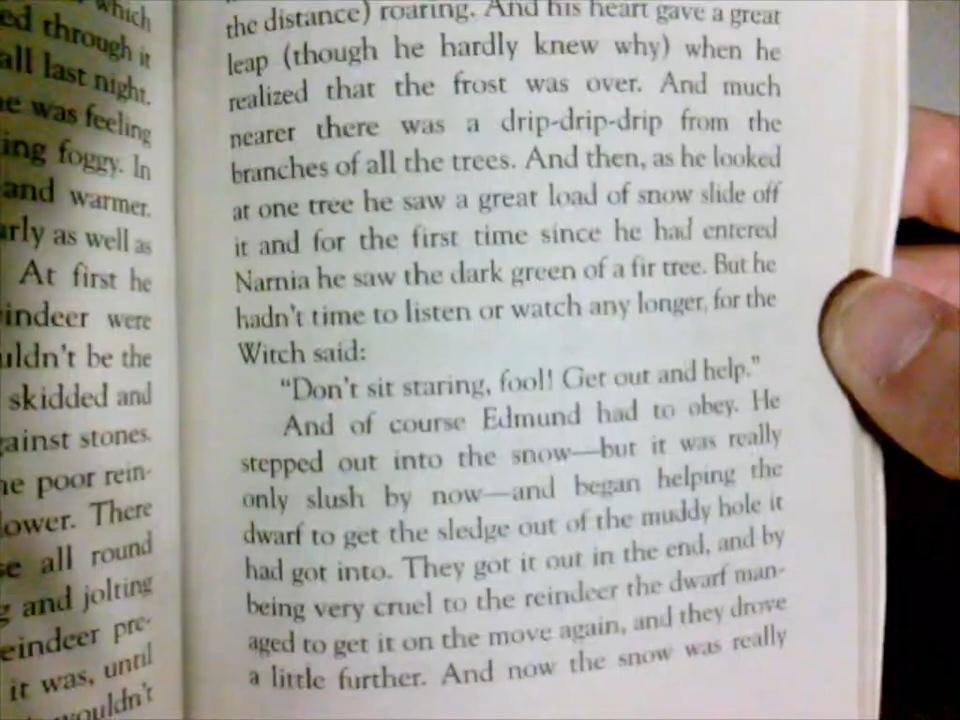 which
ed through it
all last night.
he was feeling
ing foggy. In
and warmer.
arly as well as
At first he
indeer were
uldn't be the
skidded and
ainst stones.
he poor rein-
lower. There
se all round
g and jolting
eindeer pre-
it was, until
wouldn't
the distance) roaring. And his heart gave a great
leap (though he hardly knew why) when he
realized that the frost was over. And much
nearer there was a drip-drip-drip from the
branches of all the trees. And then, as he looked
at one tree he saw a great load of snow slide off
it and for the first time since he had entered
Narnia he saw the dark green of a fir tree. But he
hadn't time to listen or watch any longer, for the
Witch said:
"Don't sit staring, fool! Get out and help."
And of course Edmund had to obey. He
stepped out into the snow—but it was really
only slush by now—and began helping the
dwarf to get the sledge out of the muddy hole it
had got into. They got it out in the end, and by
being very cruel to the reindeer the dwarf man-
aged to get it on the move again, and they drove
a little further. And now the snow was really